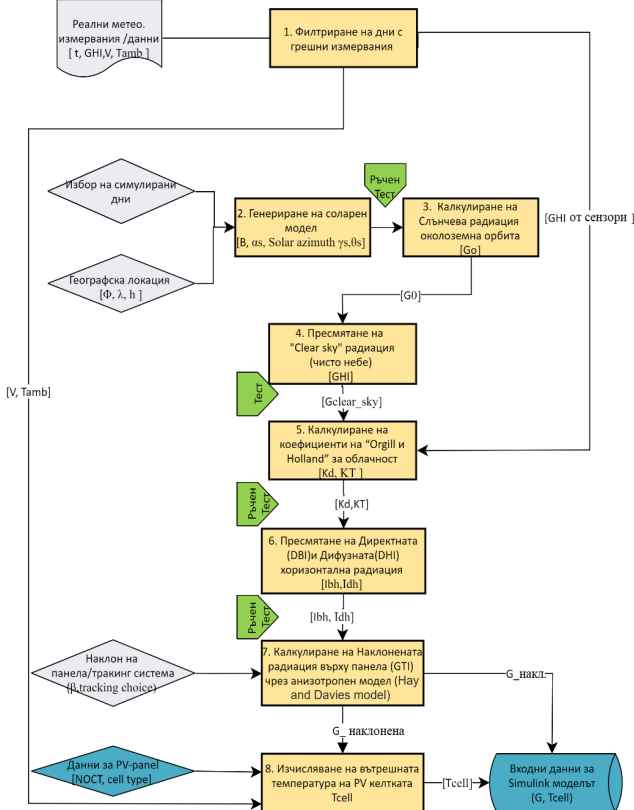 Реални метео.
измервания /данни
[ t, GHI,V, Tamb ]
1. Филтриране на дни с
грешни измервания
Избор на симулирани
дни
Ръчен
Тест
2. Генериране на соларен
модел
[B, αs, Solar azimuth γs,θs]
3. Калкулиране на
Слънчева радиация
околоземна орбита
[Go]
[GHI от сензори ]
Географска локация
[Φ, λ, h ]
[G0]
4. Пресмятане на
"Clear sky" радиация
(чисто небе)
[GHI]
[V, Tamb]
Тест
[Gclear_sky]
5. Калкулиране на
коефициенти на “Orgill и
Holland” за облачност
[Kd, KT ]
Ръчен
Тест
[Kd,KT]
6. Пресмятане на Директната
(DBI)и Дифузната(DHI)
хоризонтална радиация
[Ibh,Idh]
Ръчен
Тест
[Ibh, Idh]
Наклон на
панела/тракинг система
(β,tracking choice)
7. Калкулиране на Наклонената
радиация върху панела (GTI)
чрез анизотропен модел (Hay
and Davies model)
G_накл.
G_ наклонена
Данни за PV-panel
[NOCT, cell type]
8. Изчисляване на вътрешната
температура на PV келтката
Tcell
[Tcell]
Входни данни за
Simulink моделът
(G, Tcell)